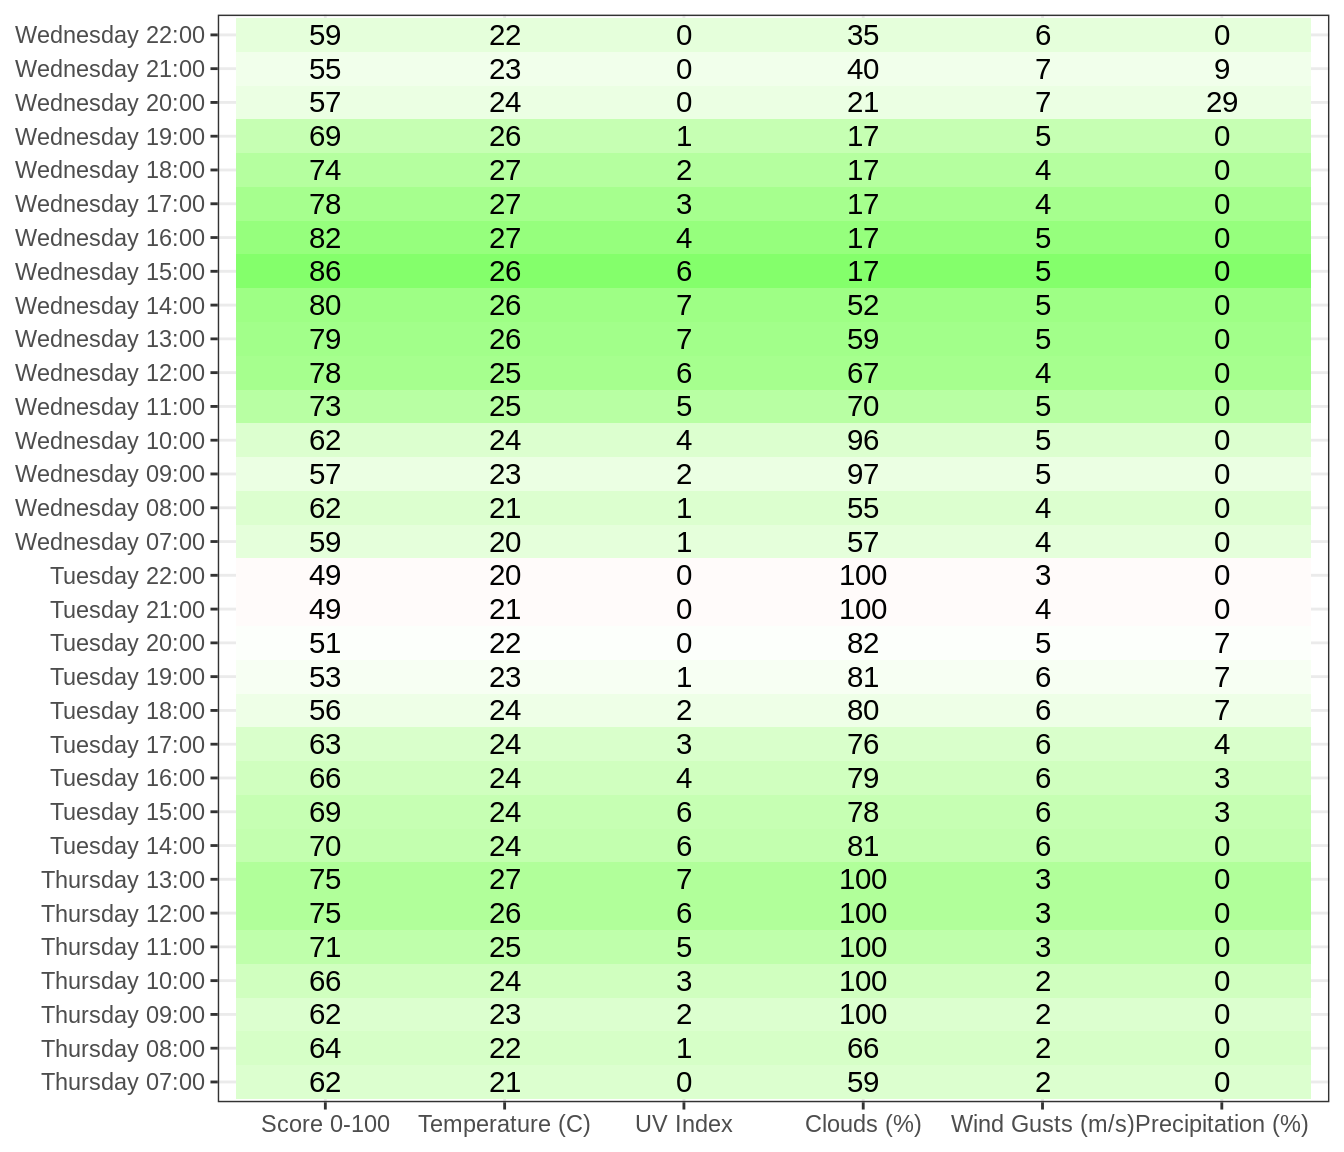 Wednesday 22:00 59 22 0 35 6 0
Wednesday 21:00 55 23 0 40 7 9
Wednesday 20:00 57 24 0 21 7 29
Wednesday 19:00 69 26 1 17 5 0
Wednesday 18:00 74 27 2 17 4 0
Wednesday 17:00 78 27 3 17 4 0
Wednesday 16:00 82 27 4 17 5 0
Wednesday 15:00 86 26 6 17 5 0
Wednesday 14:00 80 26 7 52 5 0
Wednesday 13:00 79 26 7 59 5 0
Wednesday 12:00 78 25 6 67 4 0
Wednesday 11:00 73 25 5 70 5 0
Wednesday 10:00 62 24 4 96 5 0
Wednesday 09:00 57 23 2 97 5 0
Wednesday 08:00 62 21 1 55 4 0
Wednesday 07:00 59 20 1 57 4 0
Tuesday 22:00 49 20 0 100 3 0
Tuesday 21:00 49 21 0 100 4 0
Tuesday 20:00 51 22 0 82 5 7
Tuesday 19:00 53 23 1 81 6 7
Tuesday 18:00 56 24 2 80 6 7
Tuesday 17:00 63 24 3 76 6 4
Tuesday 16:00 66 24 4 79 6 3
Tuesday 15:00 69 24 6 78 6 3
Tuesday 14:00 70 24 6 81 6 0
Thursday 13:00 75 27 7 100 3 0
Thursday 12:00 75 26 6 100 3 0
Thursday 11:00 71 25 5 100 3 0
Thursday 10:00 66 24 3 100 2 0
Thursday 09:00 62 23 2 100 2 0
Thursday 08:00 64 22 1 66 2 0
Thursday 07:00 62 21 0 59 2 0
Score 0-100 Temperature (C) UV Index Clouds (%) Wind Gusts (m/s) Precipitation (%)